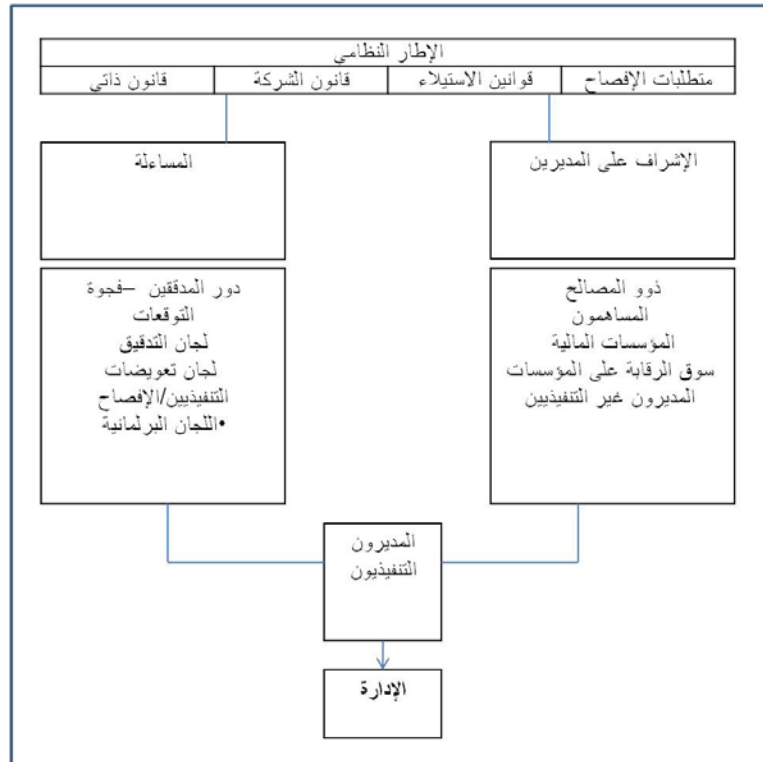 الإطار النظامي
متطلبات الإفصاح
قوانين الاستيلاء
قانون الشركة
قانون ذاتي
الإشراف على المديرين
المساءلة
ذوو المصالح
المساهمون
المؤسسات المالية
سوق الرقابة على المؤسسات
المديرون غير التنفيذيين
دور المدققين –فجوة
التوقعات
لجان التدقيق
لجان تعويضات
التنفيذيين/الإفصاح
•اللجان البرلمانية
المديرون
التنفيذيون
الإدارة